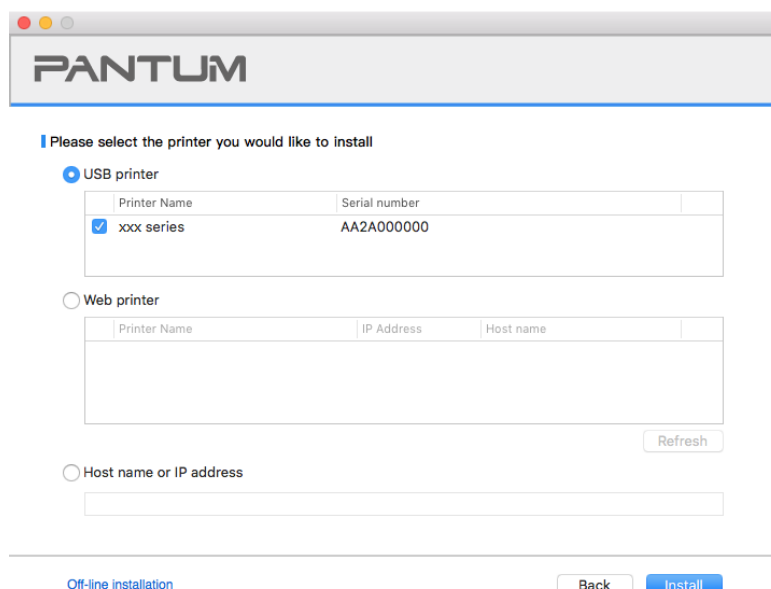 PANTUM
Please select the printer you would like to install
USB printer
Printer Name Serial number
xxx series AA2A000000
Web printer
Printer Name IP Address Host name
Refresh
Host name or IP address
Off-line installation Back Install